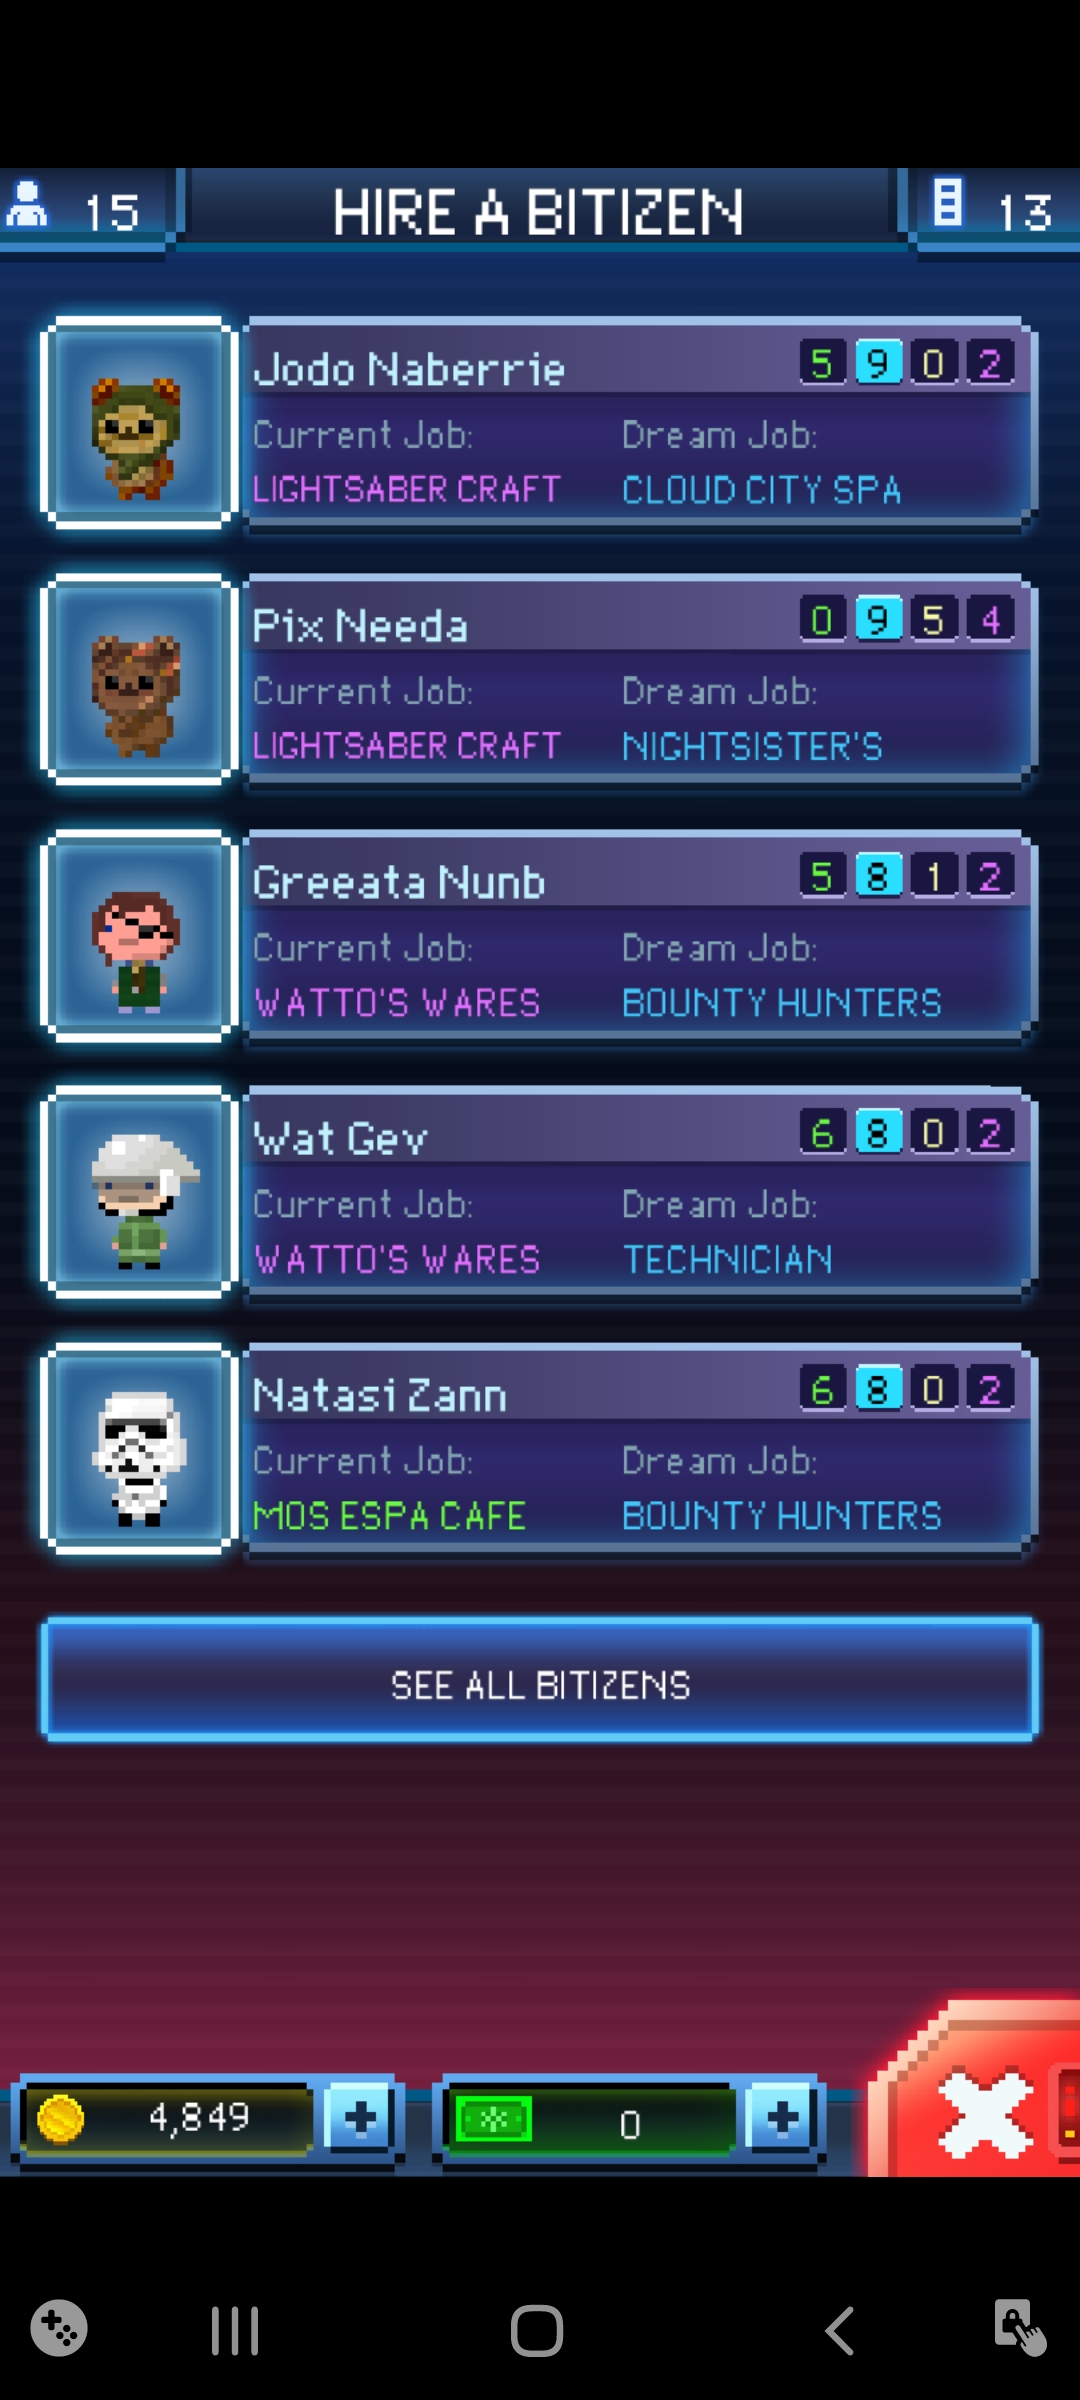 15 HIRE A BITIZEN 13
Jodo Naberrie 5 9 0 2
Current Job: Dream Job:
LIGHTSABER CRAFT CLOUD CITY SPA
Pix Needa 0 9 5 4
Current Job: Dream Job:
LIGHTSABER CRAFT NIGHTSISTER'S
Greeata Nunb 5 8 1 2
Current Job: Dream Job:
WATTO'S WARES BOUNTY HUNTERS
Wat Gev 6 8 0 2
Current Job: Dream Job:
WATTO'S WARES TECHNICIAN
Natasi Zann 6 8 0 2
Current Job: Dream Job:
MOS ESPA CAFE BOUNTY HUNTERS
SEE ALL BITIZENS
4,849 0